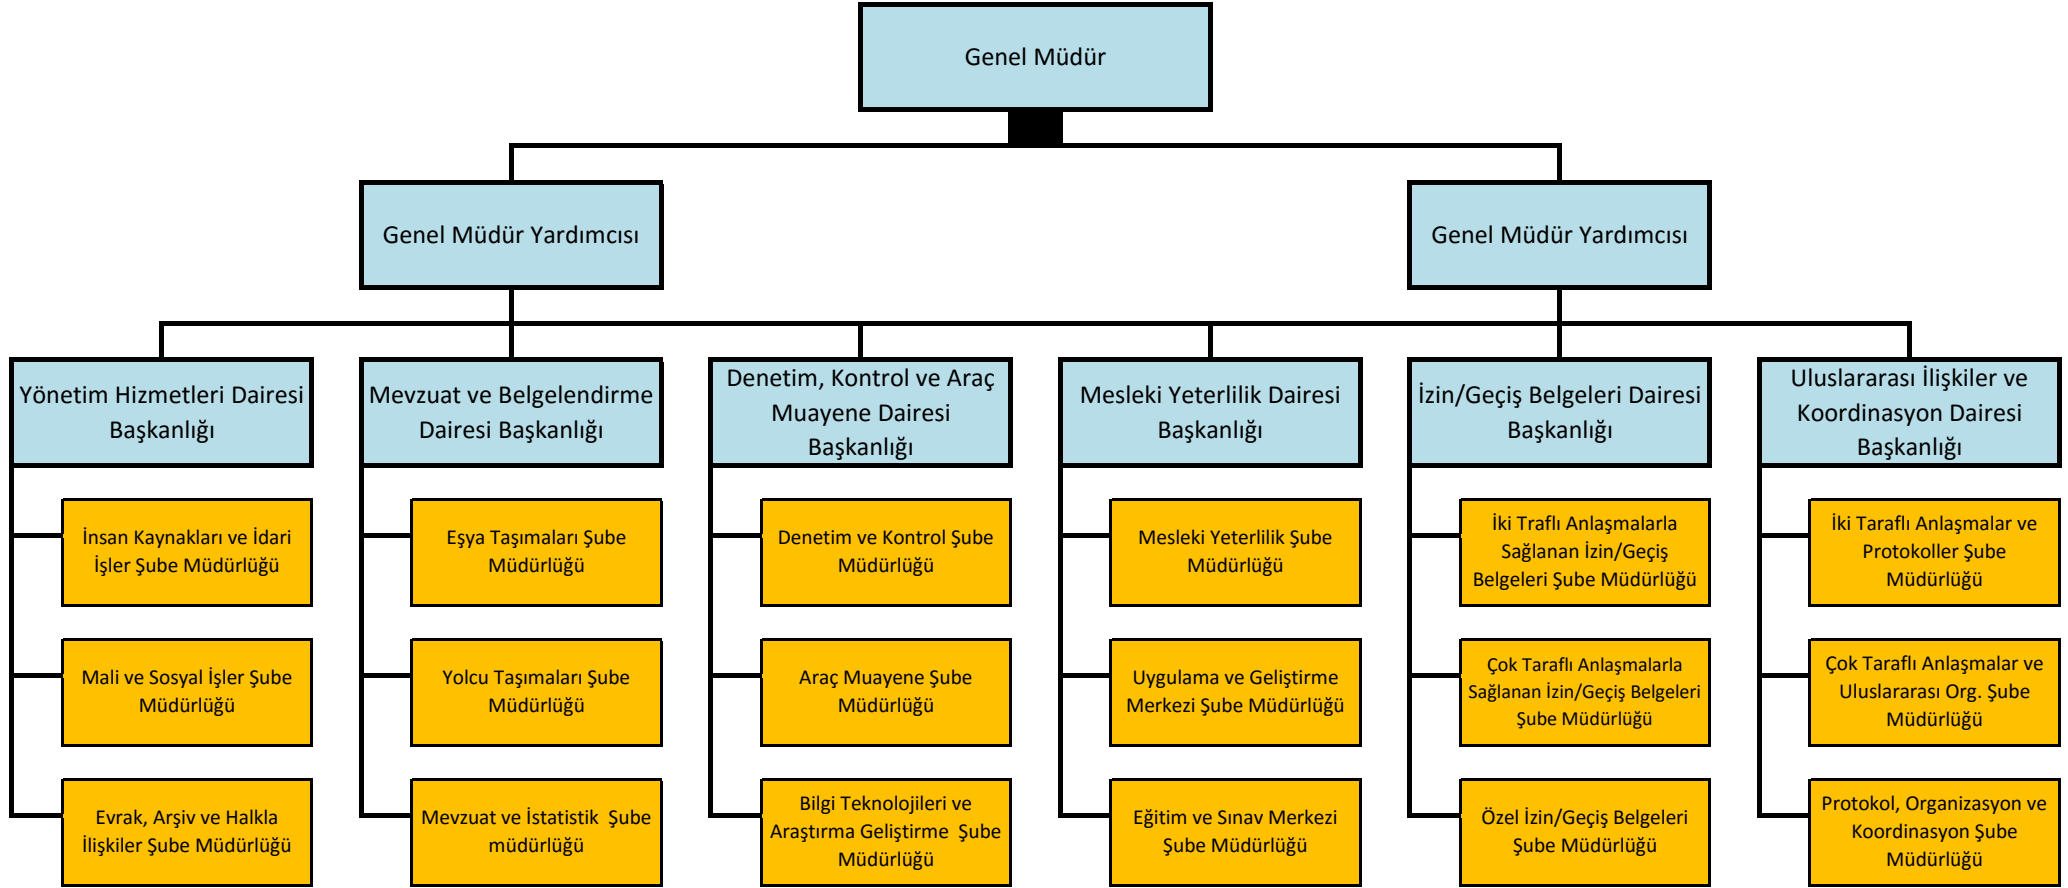 Genel Müdür
Genel Müdür Yardımcısı
Genel Müdür Yardımcısı
Yönetim Hizmetleri Dairesi
Başkanlığı
Mevzuat ve Belgelendirme
Dairesi Başkanlığı
Denetim, Kontrol ve Araç
Muayene Dairesi
Başkanlığı
Mesleki Yeterlilik Dairesi
Başkanlığı
İzin/Geçiş Belgeleri Dairesi
Başkanlığı
Uluslararası İlişkiler ve
Koordinasyon Dairesi
Başkanlığı
İnsan Kaynakları ve İdari
İşler Şube Müdürlüğü
Eşya Taşımaları Şube
Müdürlüğü
Denetim ve Kontrol Şube
Müdürlüğü
Mesleki Yeterlilik Şube
Müdürlüğü
İki Traflı Anlaşmalarla
Sağlanan İzin/Geçiş
Belgeleri Şube Müdürlüğü
İki Taraflı Anlaşmalar ve
Protokoller Şube
Müdürlüğü
Mali ve Sosyal İşler Şube
Müdürlüğü
Yolcu Taşımaları Şube
Müdürlüğü
Araç Muayene Şube
Müdürlüğü
Uygulama ve Geliştirme
Merkezi Şube Müdürlüğü
Çok Taraflı Anlaşmalarla
Sağlanan İzin/Geçiş Belgeleri
Şube Müdürlüğü
Çok Taraflı Anlaşmalar ve
Uluslararası Org. Şube
Müdürlüğü
Evrak, Arşiv ve Halkla
İlişkiler Şube Müdürlüğü
Mevzuat ve İstatistik Şube
müdürlüğü
Bilgi Teknolojileri ve
Araştırma Geliştirme Şube
Müdürlüğü
Eğitim ve Sınav Merkezi
Şube Müdürlüğü
Özel İzin/Geçiş Belgeleri
Şube Müdürlüğü
Protokol, Organizasyon ve
Koordinasyon Şube
Müdürlüğü